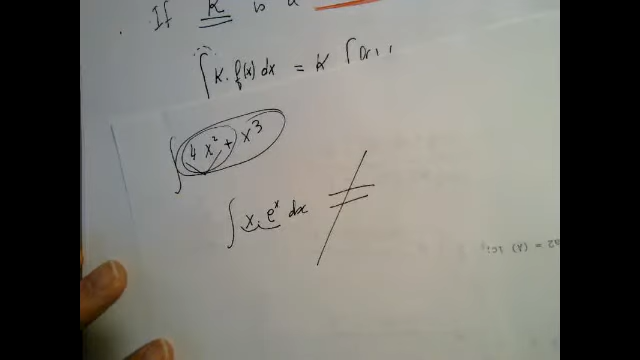 . If K is a
∫ K. f(x) dx = K ∫
∫ 4x² + x³
∫ x. eˣ dx ≠